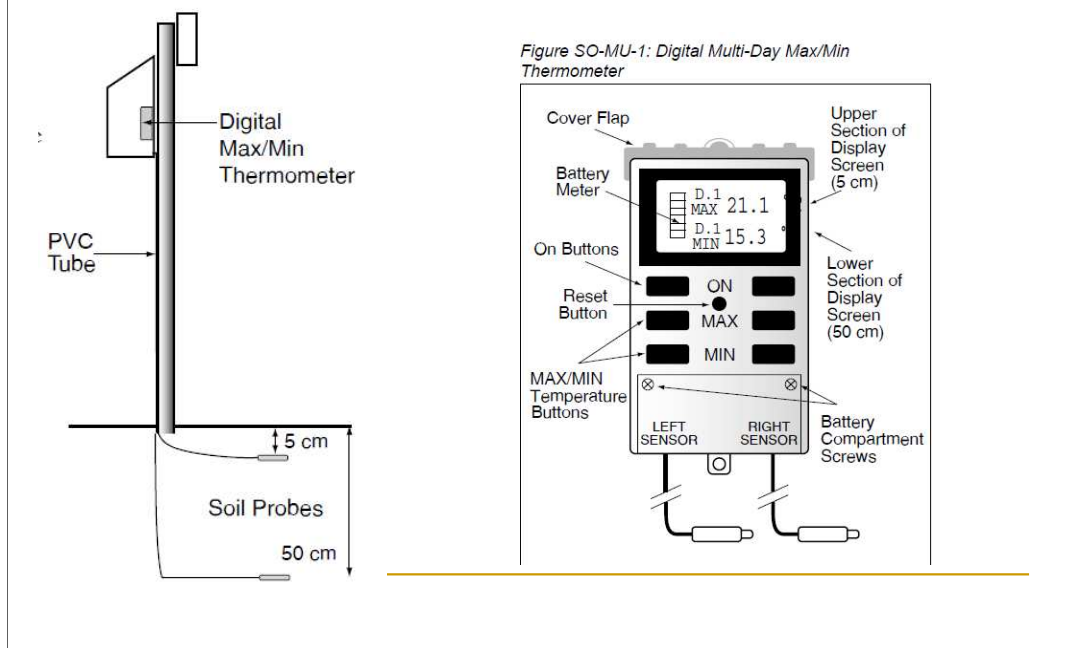 Digital
Max/Min
Thermometer
PVC
Tube
5 cm
Soil Probes
50 cm
Figure SO-MU-1: Digital Multi-Day Max/Min
Thermometer
Cover Flap
Upper
Section of
Display
Screen
(5 cm)
Battery
Meter
D.1
MAX 21.1
D.1
MIN 15.3
On Buttons
Lower
Section of
Display
Screen
(50 cm)
ON
Reset
Button
MAX
MIN
MAX/MIN
Temperature
Buttons
LEFT
SENSOR
RIGHT
SENSOR
Battery
Compartment
Screws